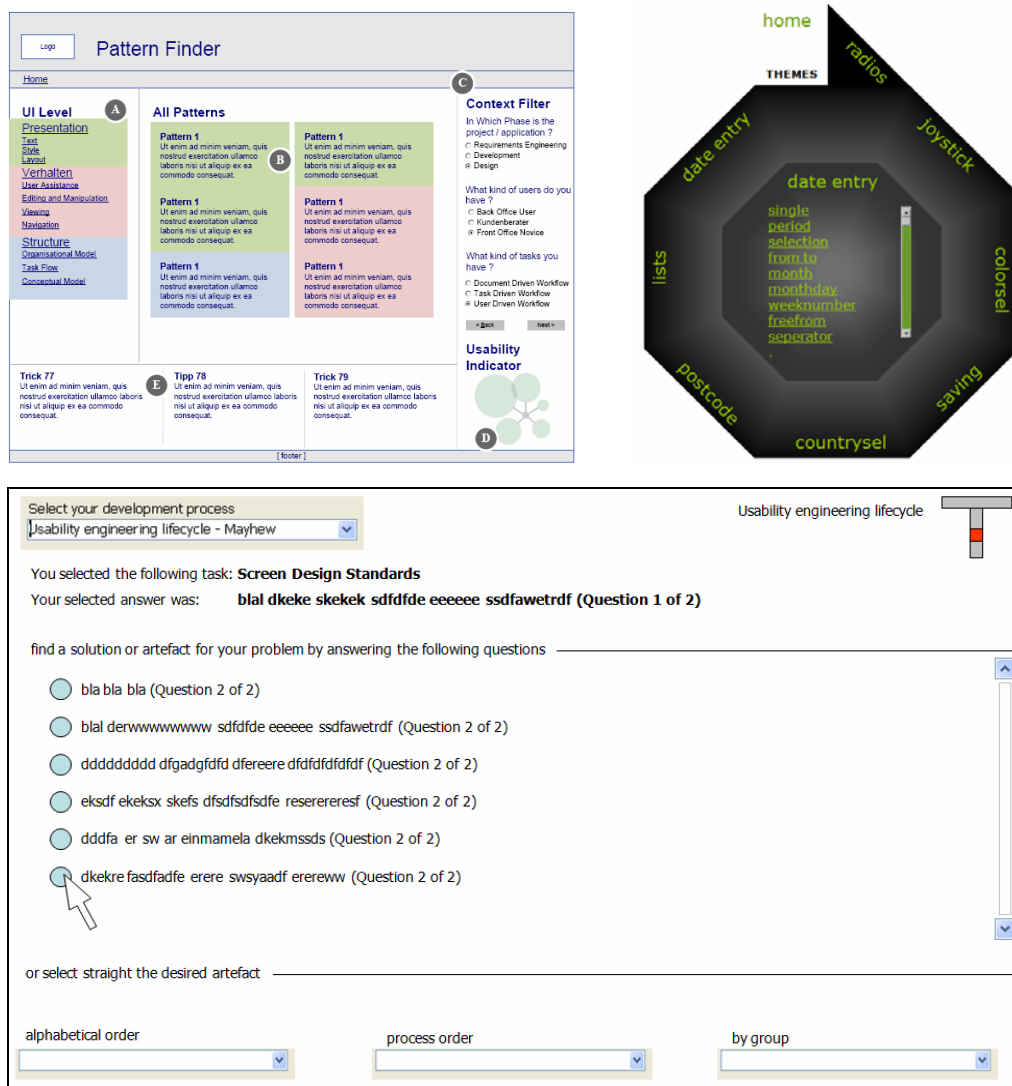 Logo
Pattern Finder
Home
A
UI Level
Presentation
Text
Style
Layout
Verhalten
User Assistance
Editing and Manipulation
Viewing
Navigation
Structure
Organisational Model
Task Flow
Conceptual Model
All Patterns
Pattern 1
Ut enim ad minim veniam, quis
nostrud exercitation ullamco
laboris nisi ut aliquip ex ea
commodo consequat.
B
Pattern 1
Ut enim ad minim veniam, quis
nostrud exercitation ullamco
laboris nisi ut aliquip ex ea
commodo consequat.
Pattern 1
Ut enim ad minim veniam, quis
nostrud exercitation ullamco
laboris nisi ut aliquip ex ea
commodo consequat.
Pattern 1
Ut enim ad minim veniam, quis
nostrud exercitation ullamco
laboris nisi ut aliquip ex ea
commodo consequat.
Pattern 1
Ut enim ad minim veniam, quis
nostrud exercitation ullamco
laboris nisi ut aliquip ex ea
commodo consequat.
Pattern 1
Ut enim ad minim veniam, quis
nostrud exercitation ullamco
laboris nisi ut aliquip ex ea
commodo consequat.
C
Context Filter
In Which Phase is the
project / application ?
Requirements Engineering
Development
Design
What kind of users do you
have ?
Back Office User
Kundenberater
Front Office Novice
What kind of tasks you
have ?
Document Driven Workflow
Task Driven Workflow
User Driven Workflow
< Back
Next >
Usability
Indicator
D
Trick 77
Ut enim ad minim veniam, quis
nostrud exercitation ullamco laboris
nisi ut aliquip ex ea commodo
consequat.
E
Tipp 78
Ut enim ad minim veniam, quis
nostrud exercitation ullamco laboris
nisi ut aliquip ex ea commodo
consequat.
Trick 79
Ut enim ad minim veniam, quis
nostrud exercitation ullamco laboris
nisi ut aliquip ex ea commodo
consequat.
[ footer ]
home
THEMES
radios
joystick
colorsel
saving
countrysel
postcode
lists
date entry
date entry
single
period
selection
from to
month
monthday
weeknumber
freefrom
seperator
Select your development process
Usability engineering lifecycle - Mayhew
Usability engineering lifecycle
You selected the following task: Screen Design Standards
Your selected answer was: blal dkeke skekek sdfdfde eeeeee ssdfawetrdf (Question 1 of 2)
find a solution or artefact for your problem by answering the following questions
bla bla bla (Question 2 of 2)
blal derwwwwwwww sdfdfde eeeeee ssdfawetrdf (Question 2 of 2)
ddddddddd dfgadgfdfd dfereere dfdfdfdfdfdf (Question 2 of 2)
eksdf ekeksx skefs dfsdfsdfsdfe reserereresf (Question 2 of 2)
dddfa er sw ar einmamela dkekmssds (Question 2 of 2)
dkekre fasdfadfe erere swsyaadf erereww (Question 2 of 2)
or select straight the desired artefact
alphabetical order
process order
by group